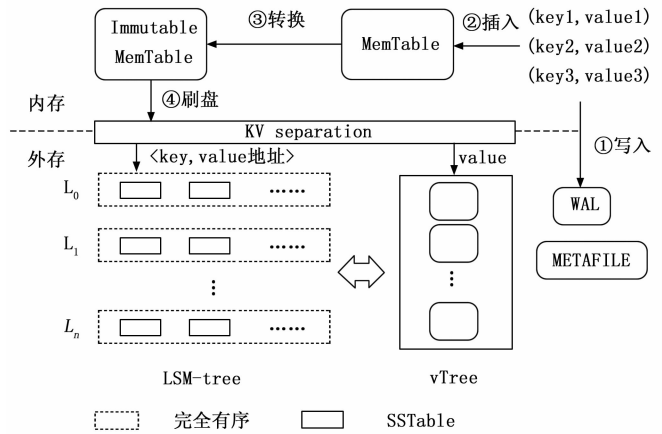 Immutable
MemTable
③转换
MemTable
②插入
(key1,value1)
(key2,value2)
(key3,value3)
④刷盘
内存
KV separation
外存
<key,value地址>
value
①写入
L0
……
L1
……
⋮
Ln
……
⋮
WAL
METAFILE
LSM-tree
vTree
完全有序
SSTable